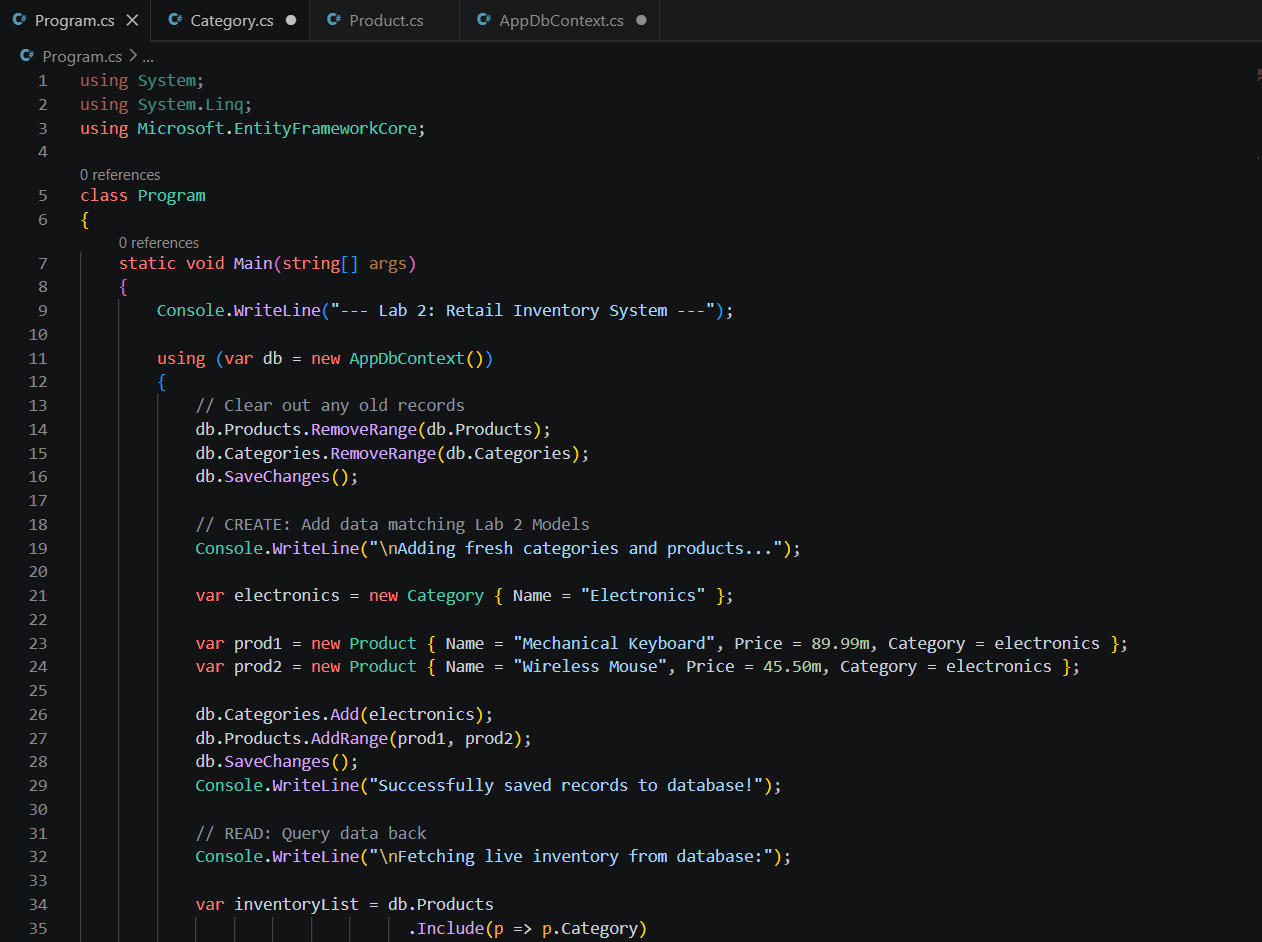 Program.cs Category.cs Product.cs AppDbContext.cs
Program.cs > ...
1 using System;
2 using System.Linq;
3 using Microsoft.EntityFrameworkCore;
4
0 references
5 class Program
6 {
0 references
7 static void Main(string[] args)
8 {
9 Console.WriteLine("--- Lab 2: Retail Inventory System ---");
10
11 using (var db = new AppDbContext())
12 {
13 // Clear out any old records
14 db.Products.RemoveRange(db.Products);
15 db.Categories.RemoveRange(db.Categories);
16 db.SaveChanges();
17
18 // CREATE: Add data matching Lab 2 Models
19 Console.WriteLine("\nAdding fresh categories and products...");
20
21 var electronics = new Category { Name = "Electronics" };
22
23 var prod1 = new Product { Name = "Mechanical Keyboard", Price = 89.99m, Category = electronics };
24 var prod2 = new Product { Name = "Wireless Mouse", Price = 45.50m, Category = electronics };
25
26 db.Categories.Add(electronics);
27 db.Products.AddRange(prod1, prod2);
28 db.SaveChanges();
29 Console.WriteLine("Successfully saved records to database!");
30
31 // READ: Query data back
32 Console.WriteLine("\nFetching live inventory from database:");
33
34 var inventoryList = db.Products
35 .Include(p => p.Category)